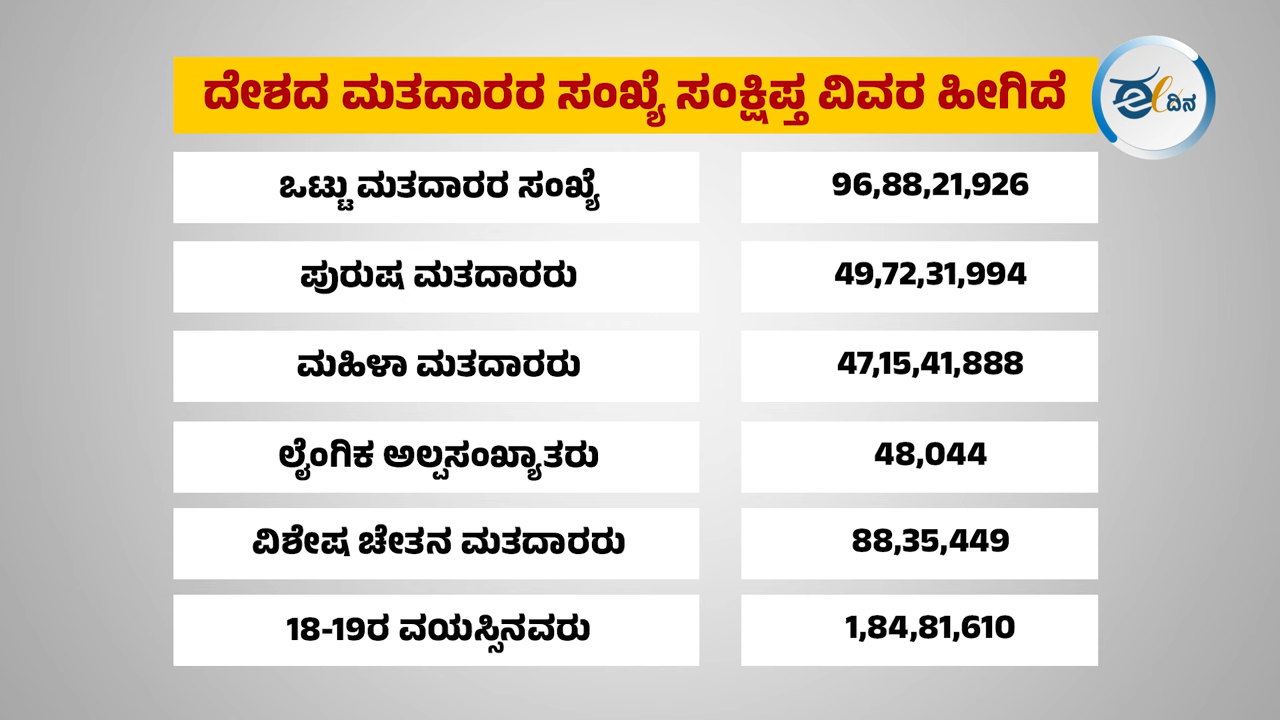 ದೇಶದ ಮತದಾರರ ಸಂಖ್ಯೆ ಸಂಕ್ಷಿಪ್ತ ವಿವರ ಹೀಗಿದೆ
ಈ ದಿನ
ಒಟ್ಟು ಮತದಾರರ ಸಂಖ್ಯೆ 96,88,21,926
ಪುರುಷ ಮತದಾರರು 49,72,31,994
ಮಹಿಳಾ ಮತದಾರರು 47,15,41,888
ಲೈಂಗಿಕ ಅಲ್ಪಸಂಖ್ಯಾತರು 48,044
ವಿಶೇಷ ಚೇತನ ಮತದಾರರು 88,35,449
18-19ರ ವಯಸ್ಸಿನವರು 1,84,81,610